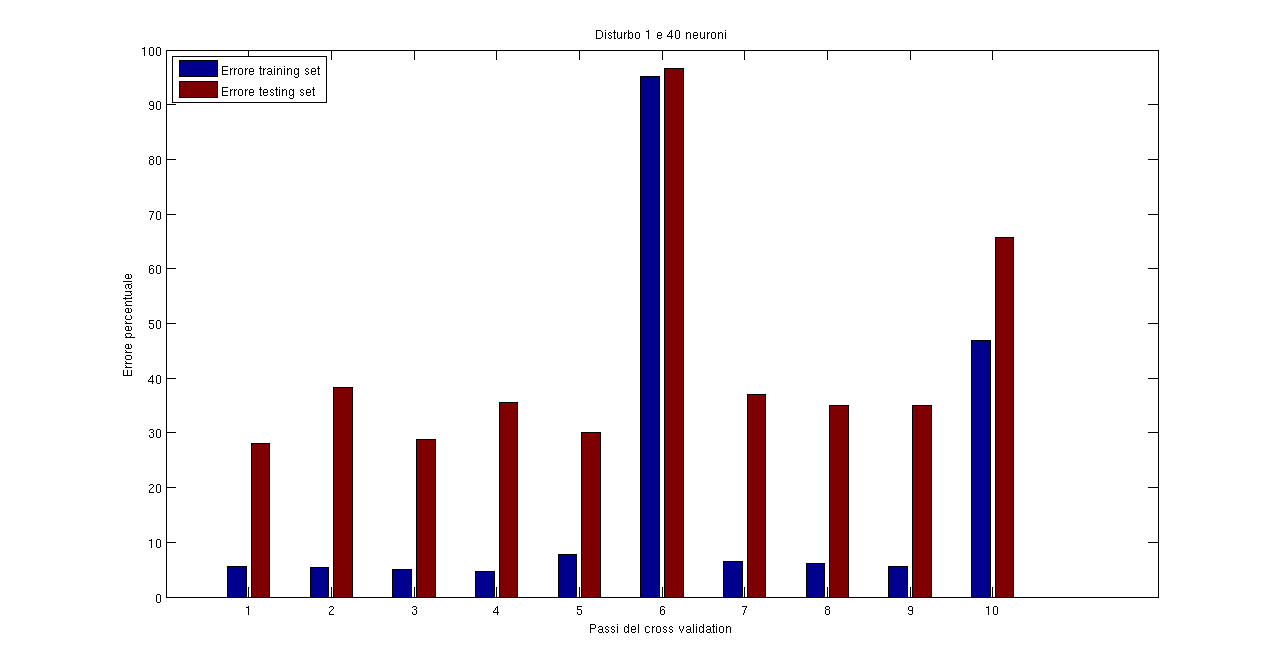 Disturbo 1 e 40 neuroni
Errore training set
Errore testing set
100
90
80
70
60
50
40
30
20
10
0
Errore percentuale
1 2 3 4 5 6 7 8 9 10
Passi del cross validation